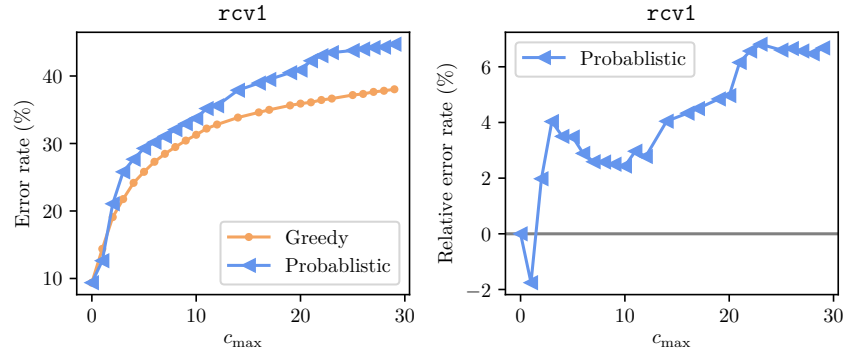 rcv1
Error rate (%)
40
30
20
10
0
10
20
30
c_max
Greedy
Probablistic
rcv1
Relative error rate (%)
6
4
2
0
−2
0
10
20
30
c_max
Probablistic